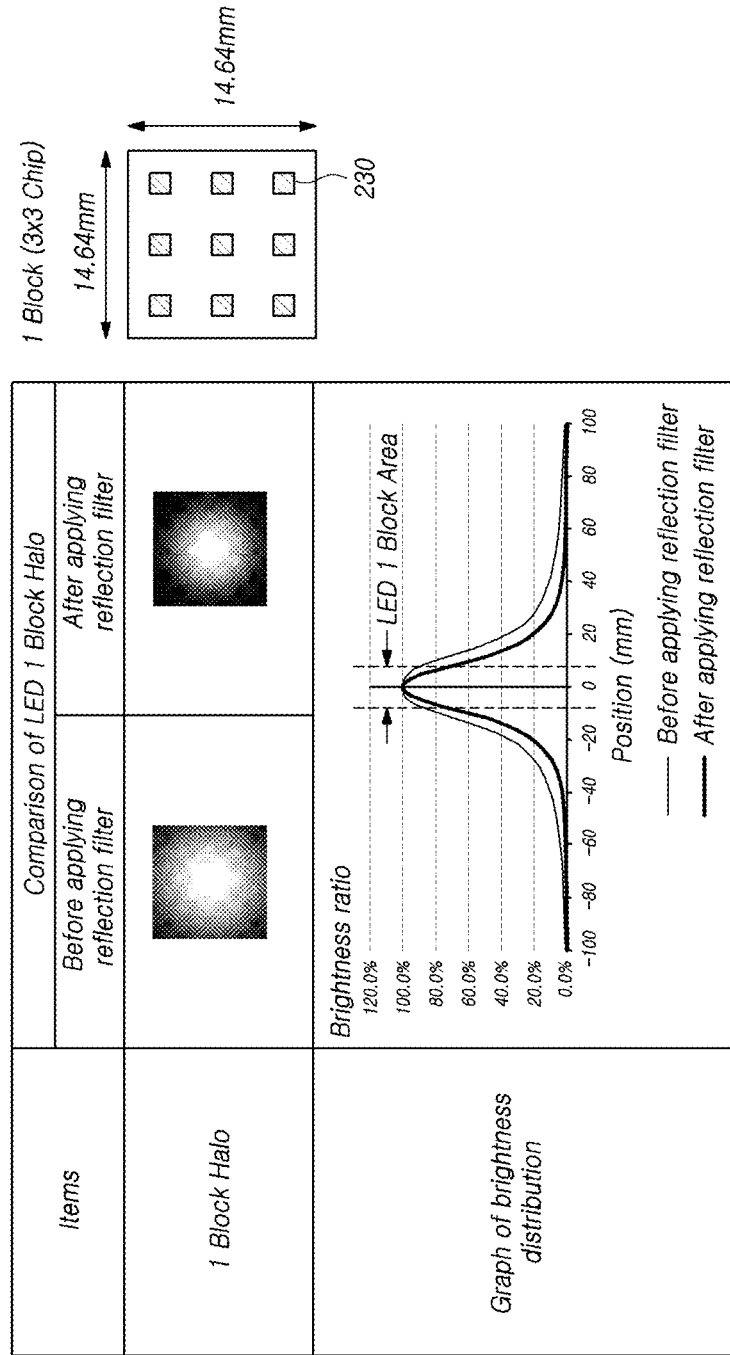 Items
Comparison of LED 1 Block Halo
Before applying
reflection filter
After applying
reflection filter
1 Block Halo
Graph of brightness
distribution
Brightness ratio
120.0%
100.0%
80.0%
60.0%
40.0%
20.0%
0.0%
LED 1 Block Area
-100
-80
-60
-40
-20
0
20
40
60
80
100
Position (mm)
Before applying reflection filter
After applying reflection filter
1 Block (3x3 Chip)
14.64mm
14.64mm
230